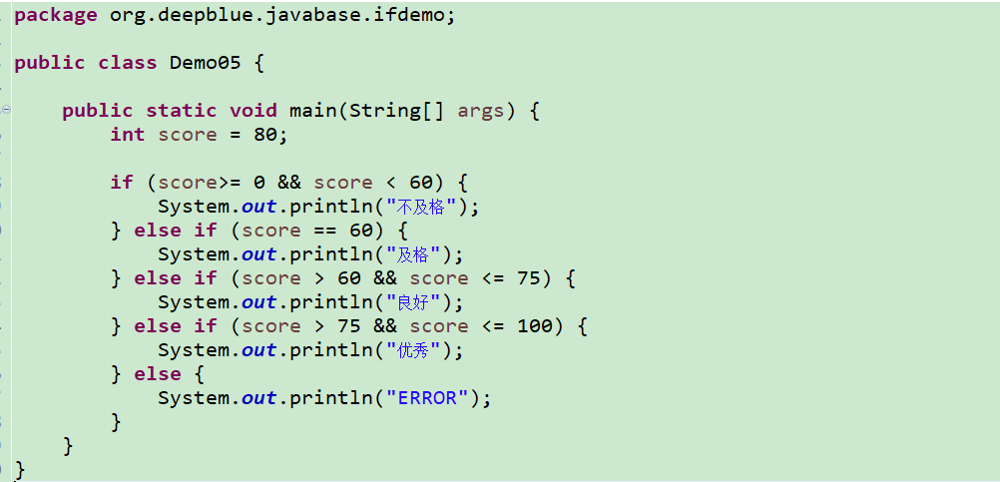 package org.deepblue.javabase.ifdemo;
public class Demo05 {
public static void main(String[] args) {
int score = 80;
if (score>= 0 && score < 60) {
System.out.println("不及格");
} else if (score == 60) {
System.out.println("及格");
} else if (score > 60 && score <= 75) {
System.out.println("良好");
} else if (score > 75 && score <= 100) {
System.out.println("优秀");
} else {
System.out.println("ERROR");
}
}
}